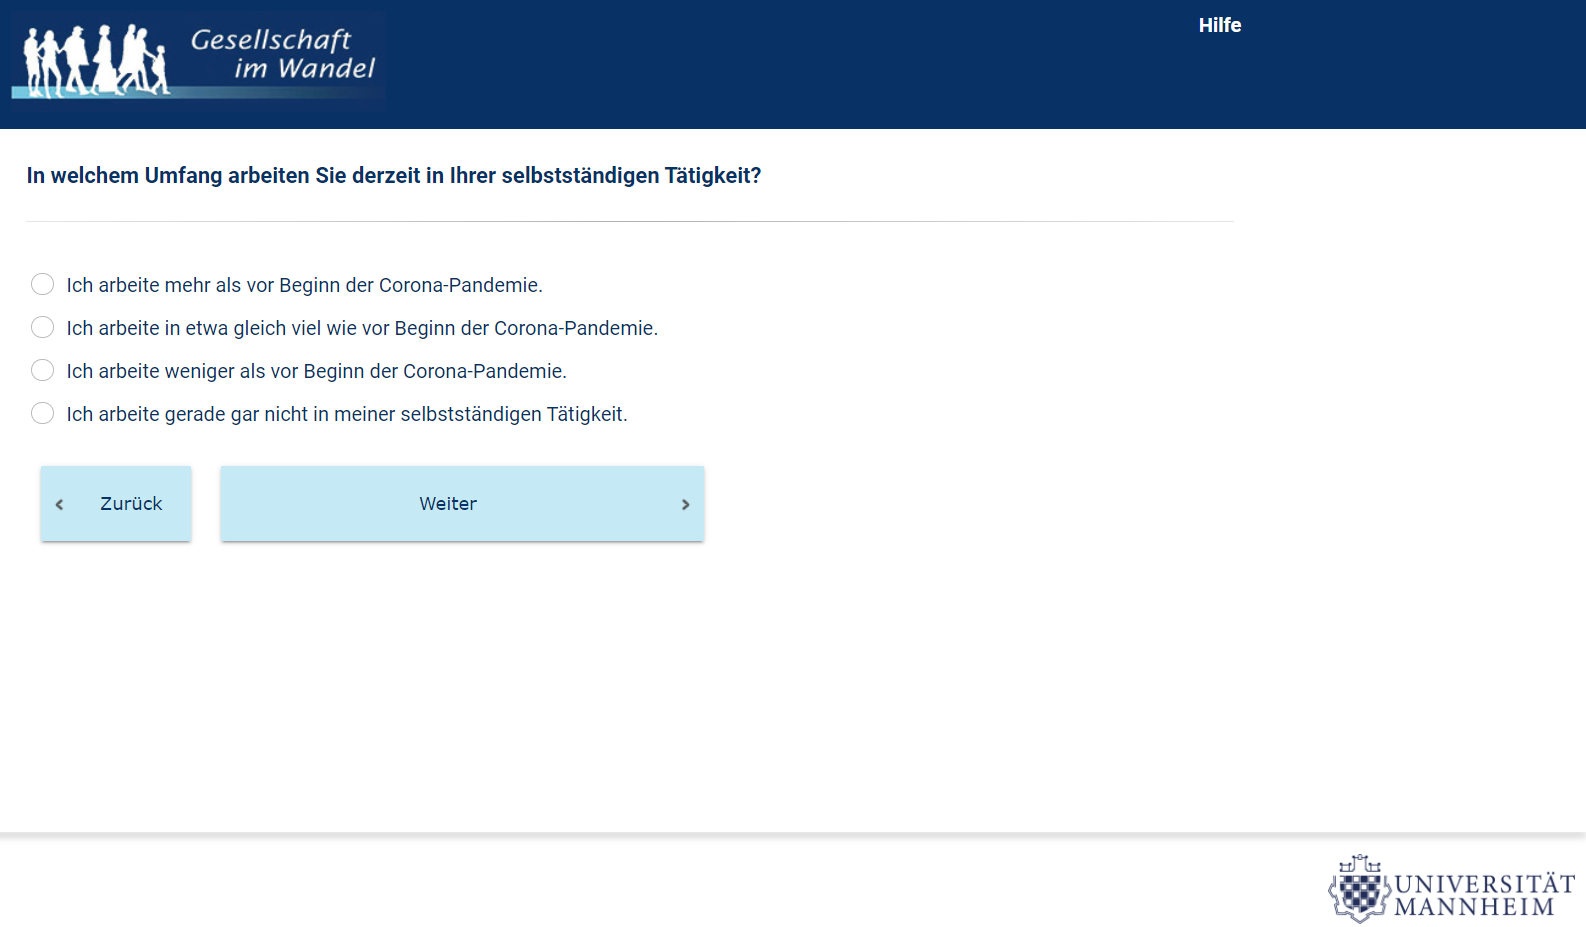 Gesellschaft
im Wandel
Hilfe
In welchem Umfang arbeiten Sie derzeit in Ihrer selbstständigen Tätigkeit?
Ich arbeite mehr als vor Beginn der Corona-Pandemie.
Ich arbeite in etwa gleich viel wie vor Beginn der Corona-Pandemie.
Ich arbeite weniger als vor Beginn der Corona-Pandemie.
Ich arbeite gerade gar nicht in meiner selbstständigen Tätigkeit.
Zurück
Weiter
UNIVERSITÄT
MANNHEIM